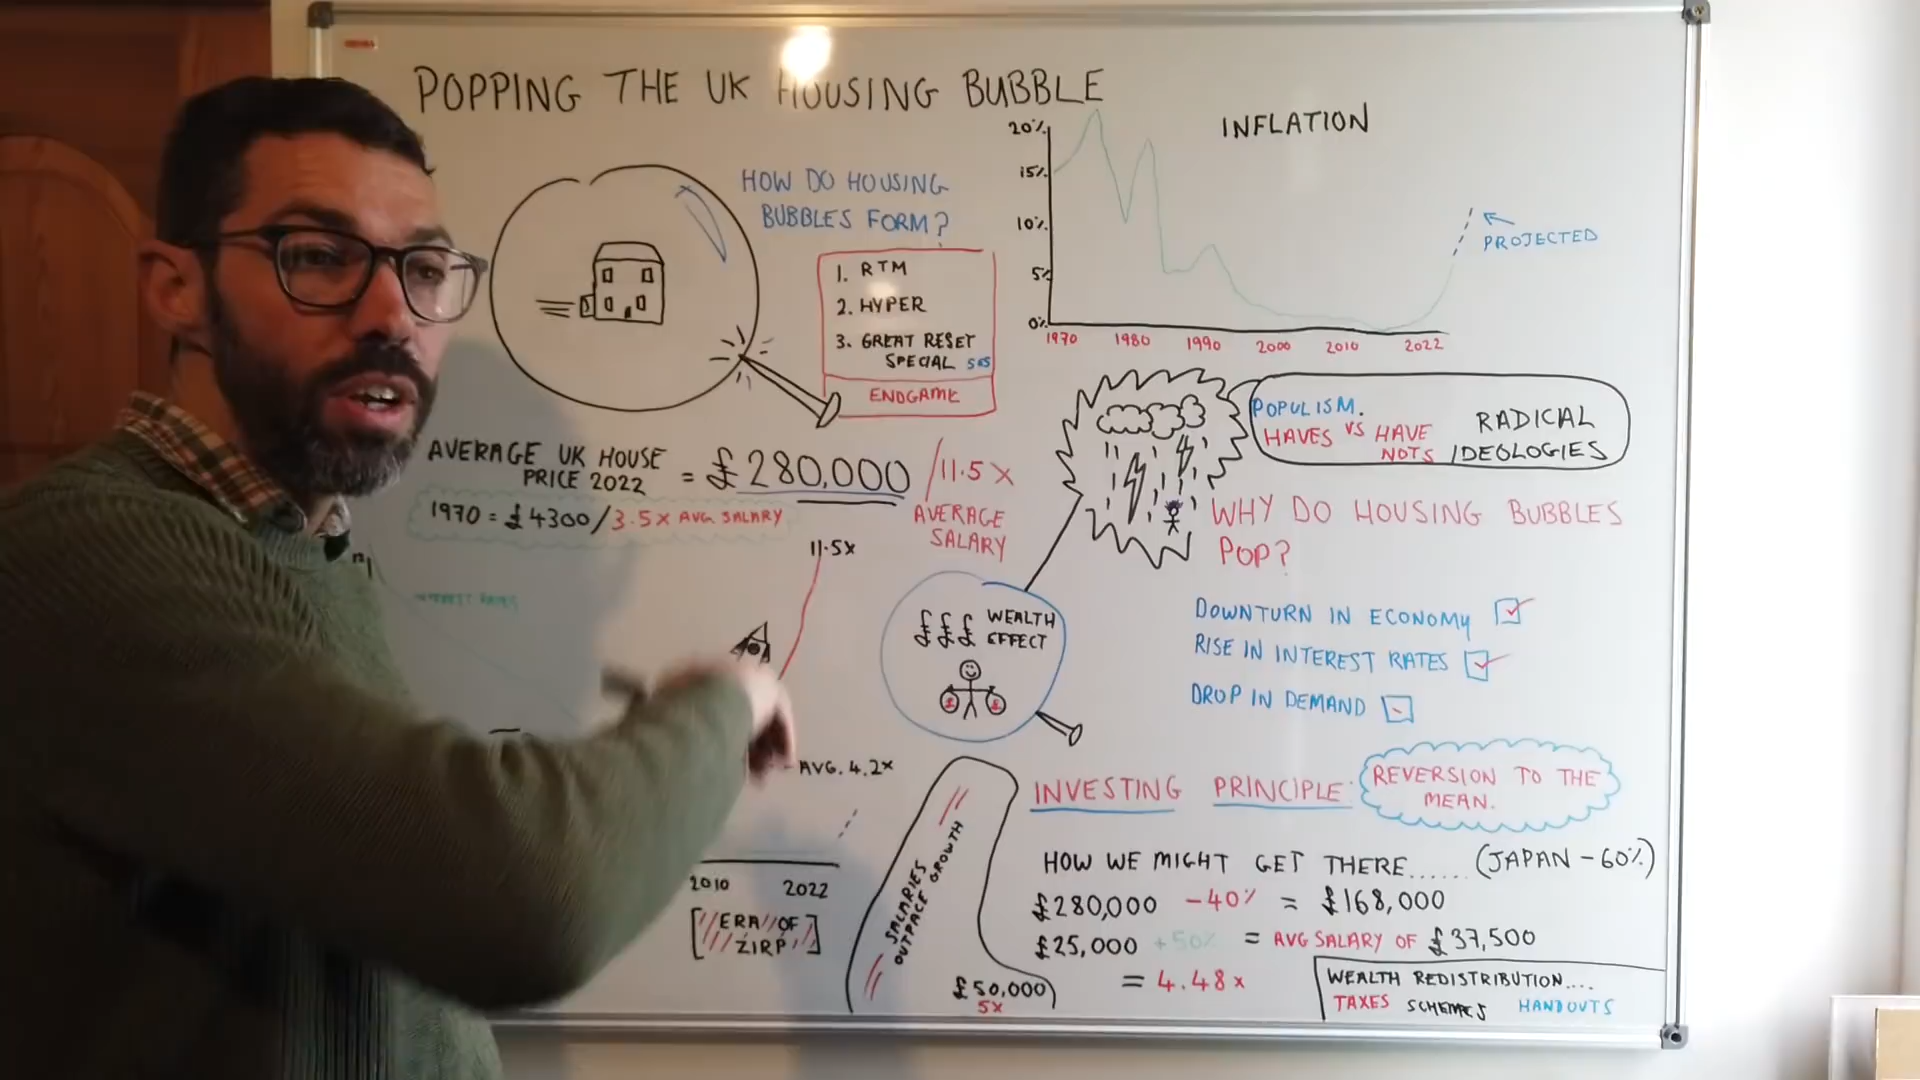 POPPING THE UK HOUSING BUBBLE
HOW DO HOUSING
BUBBLES FORM?
1. RTM
2. HYPER
3. GREAT RESET
SPECIAL
ENDGAME
INFLATION
20%
15%
10%
5%
0%
1970 1980 1990 2000 2010 2022
PROJECTED
POPULISM.
HAVES VS HAVE
NOTS
RADICAL
IDEOLOGIES
AVERAGE UK HOUSE
PRICE 2022 = £280,000 / 11.5 X
AVERAGE
SALARY
1970 = £4300/3.5X AVG SALARY
11.5X
INTEREST RATES
AVG. 4.2X
2010 2022
[ERA OF
ZIRP]
£££ WEALTH
EFFECT
£ £
WHY DO HOUSING BUBBLES
POP?
DOWNTURN IN ECONOMY
RISE IN INTEREST RATES
DROP IN DEMAND
INVESTING PRINCIPLE:
REVERSION TO THE
MEAN.
SALARIES
OUTPACE GROWTH
£50,000
5X
HOW WE MIGHT GET THERE...... (JAPAN -60%)
£280,000 -40% = £168,000
£25,000 +50% = AVG SALARY OF £37,500
= 4.48X
WEALTH REDISTRIBUTION....
TAXES SCHEMES HANDOUTS